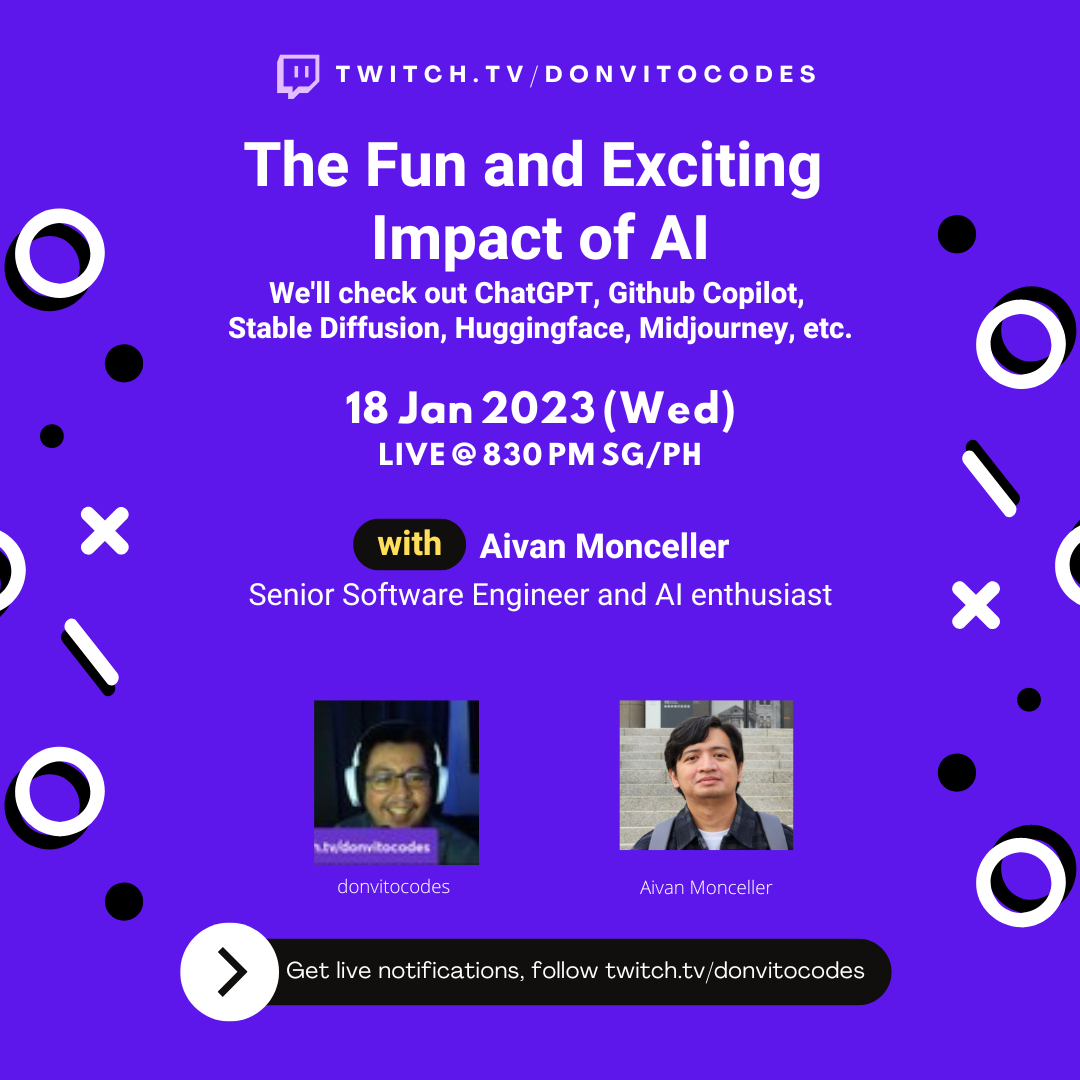 TWITCH.TV/DONVITOCODES
The Fun and Exciting
Impact of AI
We'll check out ChatGPT, Github Copilot,
Stable Diffusion, Huggingface, Midjourney, etc.
18 Jan 2023 (Wed)
LIVE @ 830 PM SG/PH
with Aivan Monceller
Senior Software Engineer and AI enthusiast
h.tv/donvitocodes
donvitocodes
Aivan Monceller
Get live notifications, follow twitch.tv/donvitocodes